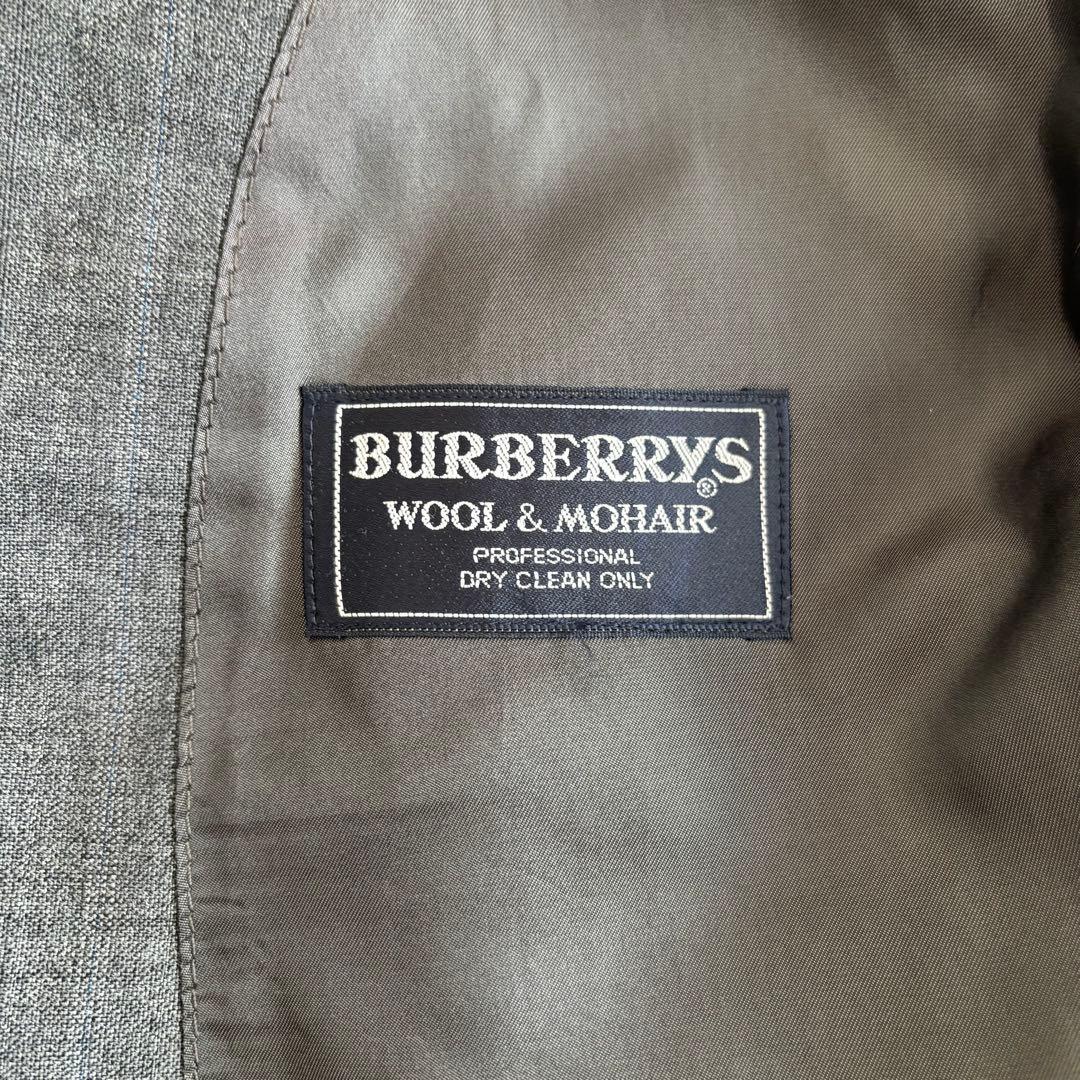 BURBERRYS®
WOOL & MOHAIR
PROFESSIONAL
DRY CLEAN ONLY